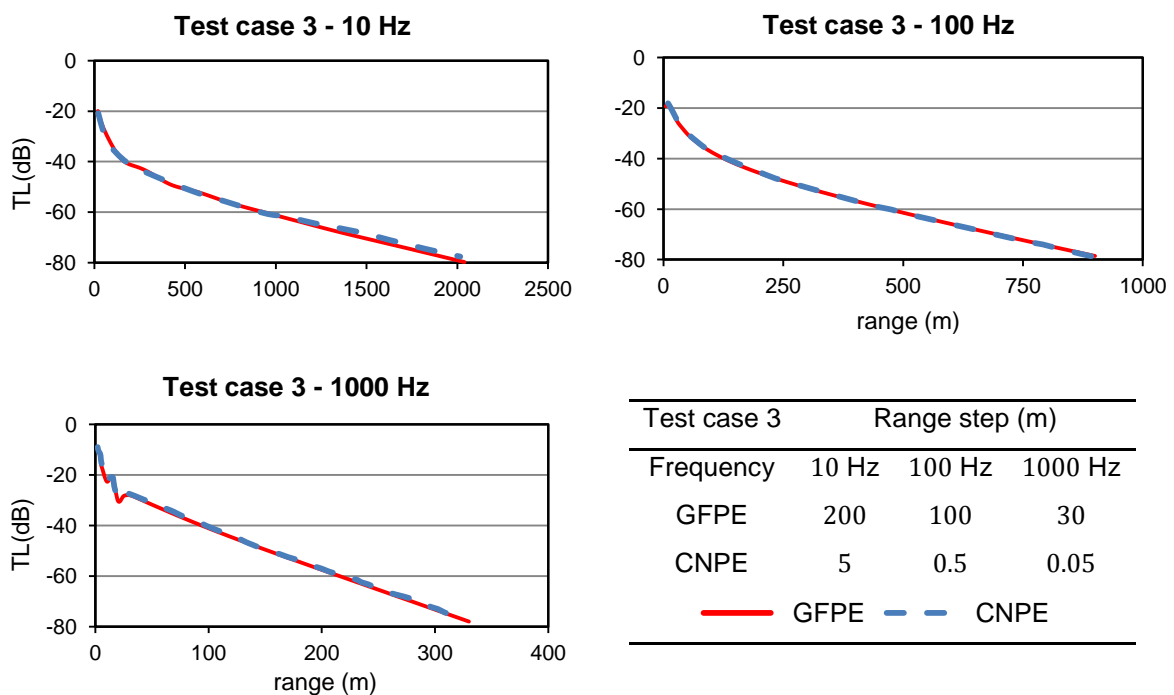 Test case 3 - 10 Hz
0
-20
-40
-60
-80
TL(dB)
0 500 1000 1500 2000 2500
Test case 3 - 100 Hz
0
-20
-40
-60
-80
0 250 500 750 1000
range (m)
Test case 3 - 1000 Hz
0
-20
-40
-60
-80
TL(dB)
0 100 200 300 400
range (m)
Test case 3 Range step (m)
Frequency 10 Hz 100 Hz 1000 Hz
GFPE 200 100 30
CNPE 5 0.5 0.05
GFPE CNPE